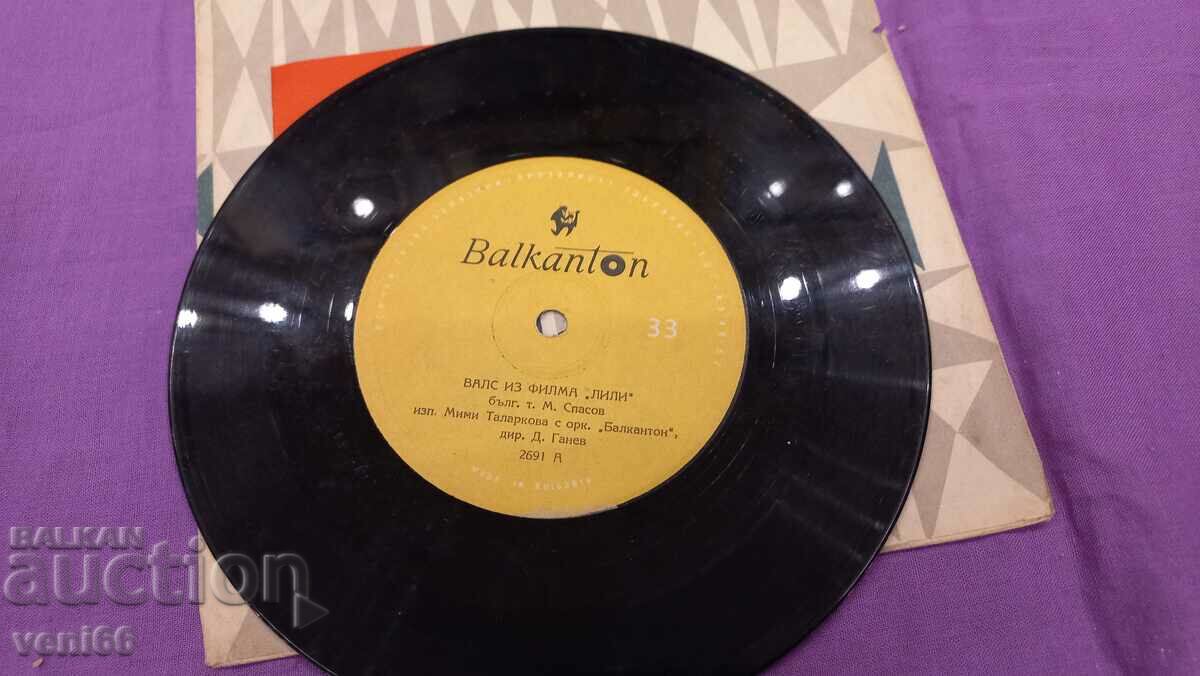 Balkanton
33
ВАЛС ИЗ ФИЛМА „ЛИЛИ"
бълг. т. М. Спасов
изп. Мими Таларкова с орк. „Балкантон",
дир. Д. Ганев
2691 А
BALKAN
auction
veni66